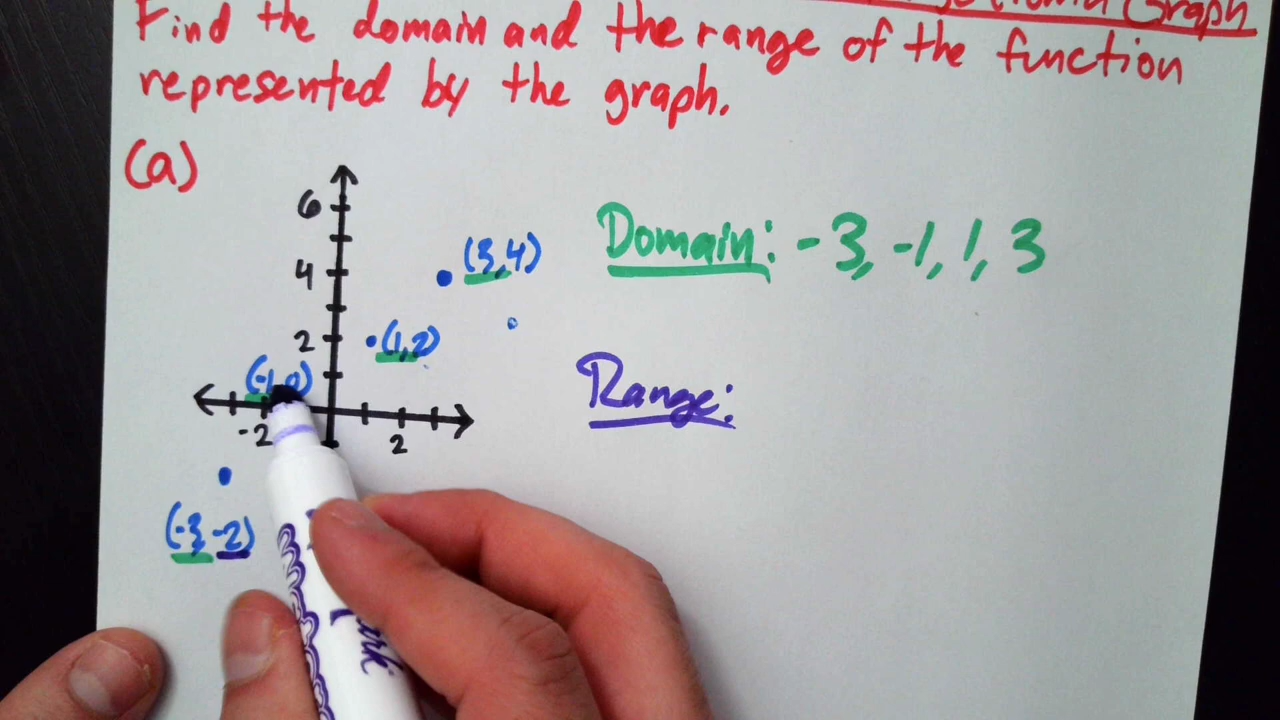 Graph
Find the domain and the range of the function
represented by the graph.
(a)
6
4
2
-2
2
(3,4)
(1,2)
(-1,0)
(-3,-2)
Domain: -3, -1, 1, 3
Range: